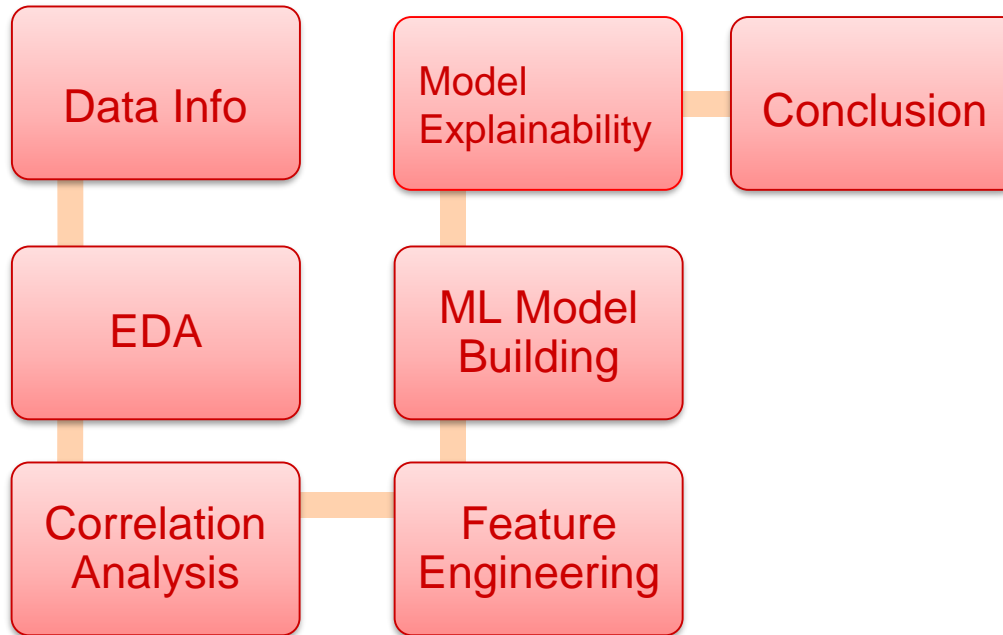 Data Info
EDA
Correlation
Analysis
Feature
Engineering
ML Model
Building
Model
Explainability
Conclusion